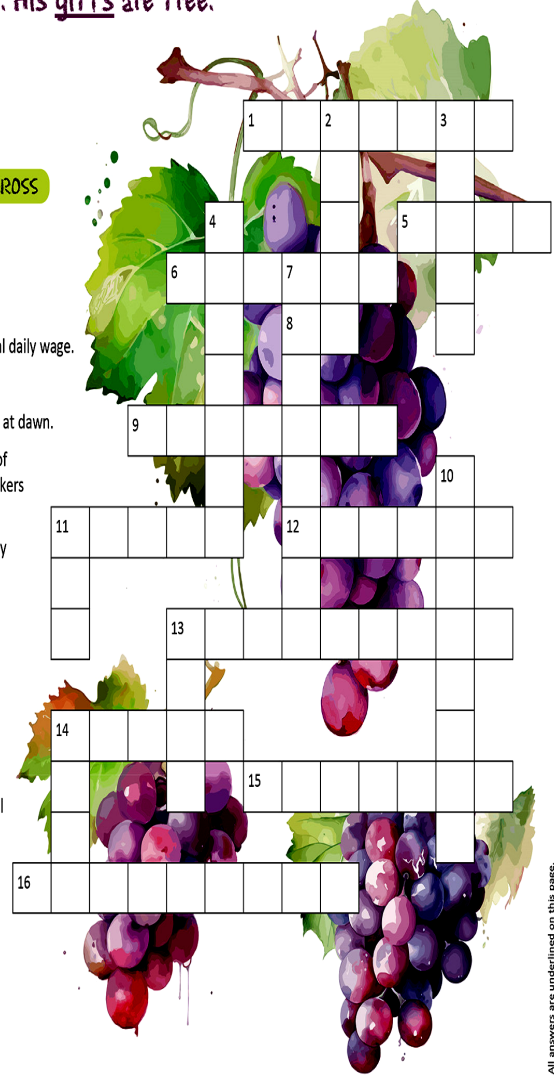 . His gifts are free.
ROSS
daily wage.
at dawn.
of
1
2
3
4
5
6
7
8
9
10
11
12
13
14
15
16
All answers are underlined on this page.